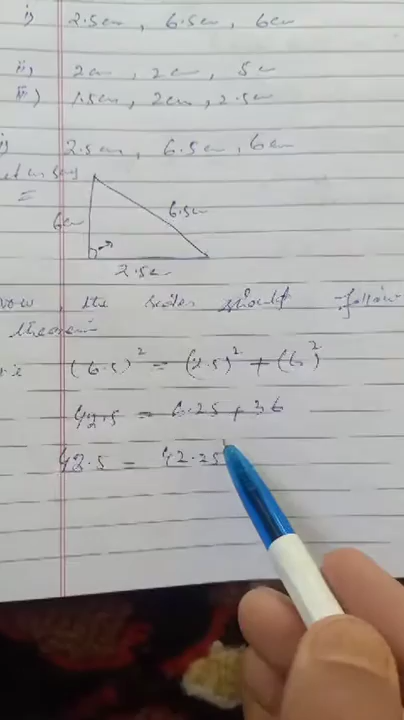 i) 2.5cm, 6.5cm, 6cm
ii) 2cm, 2cm, 5cm
iii) 1.5cm, 2cm, 2.5cm
i) 2.5cm, 6.5cm, 6cm
=
6cm
6.5cm
2.5cm
now, the sides should follow
theorem
(6.5)² = (2.5)² + (6)²
42.5 = 6.25 + 36
42.5 = 42.25